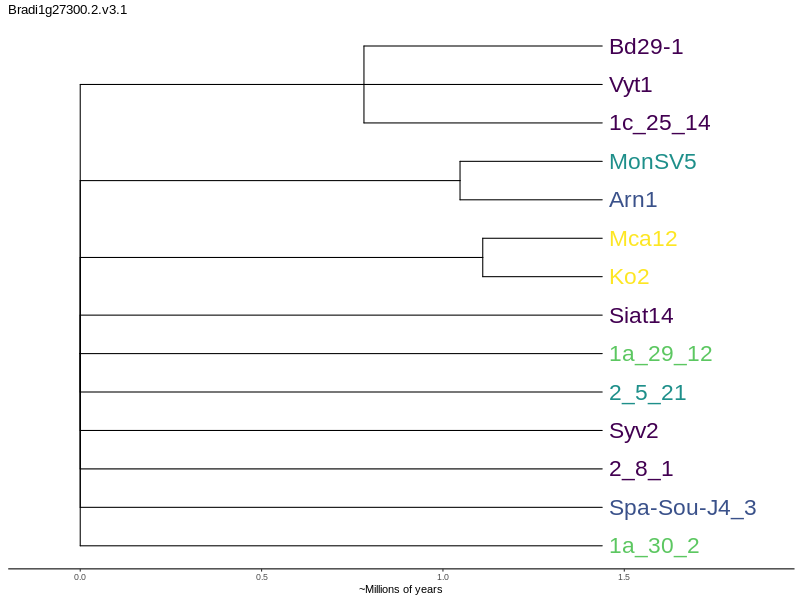 Bradi1g27300.2.v3.1
Bd29-1
Vyt1
1c_25_14
MonSV5
Arn1
Mca12
Ko2
Siat14
1a_29_12
2_5_21
Syv2
2_8_1
Spa-Sou-J4_3
1a_30_2
0.0 0.5 1.0 1.5
~Millions of years